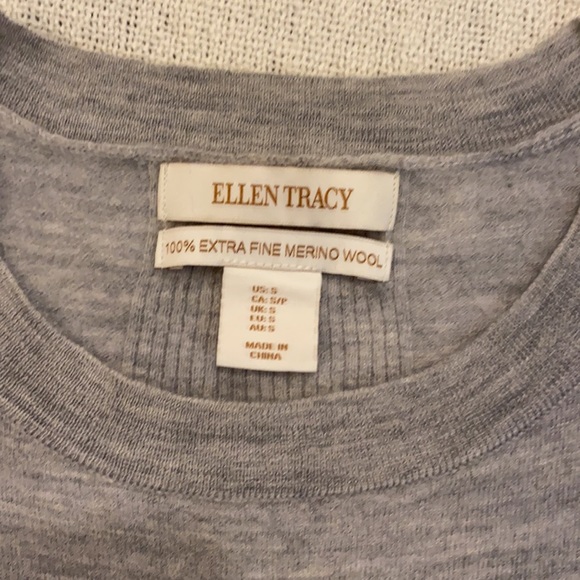 ELLEN TRACY
100% EXTRA FINE MERINO WOOL
US: S
CA: S/P
UK: S
EU: S
AU: S
MADE IN
CHINA